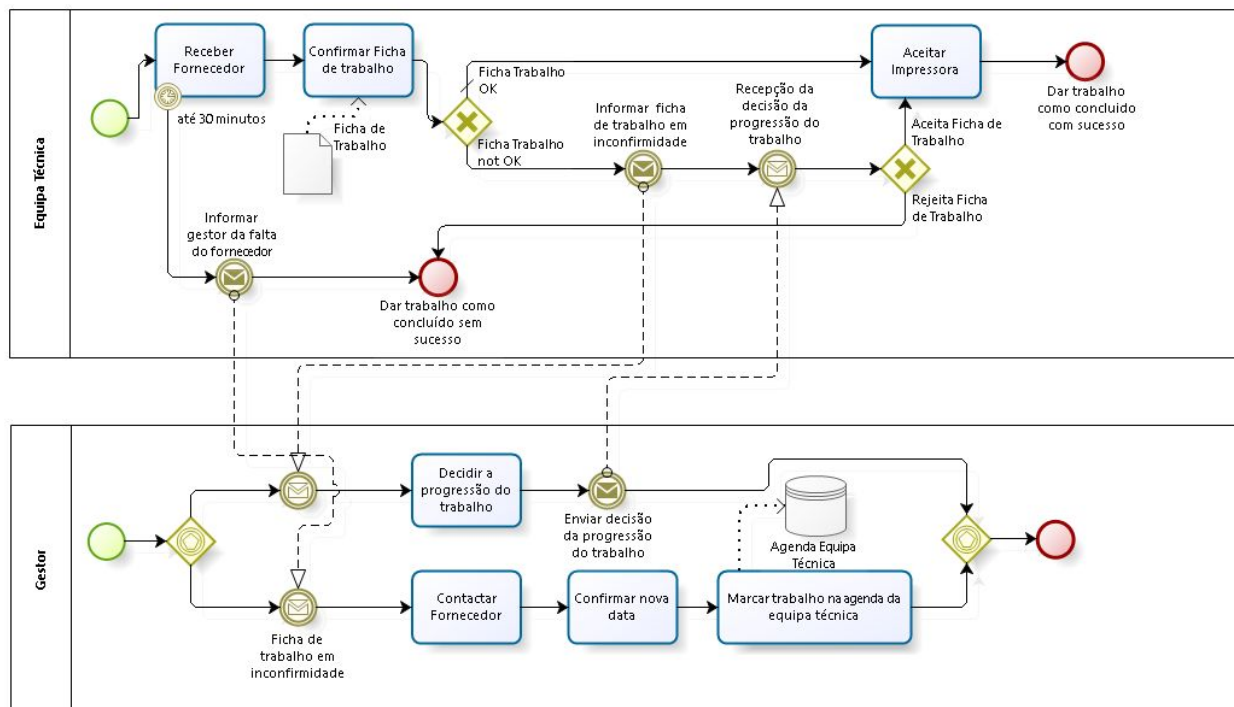 Equipa Técnica
Receber
Fornecedor
até 30 minutos
Confirmar Ficha
de trabalho
Ficha de
Trabalho
Ficha Trabalho
OK
Ficha Trabalho
not OK
Informar ficha
de trabalho em
inconfirmidade
Recepção da
decisão da
progressão do
trabalho
Aceitar
Impressora
Dar trabalho
como concluido
com sucesso
Aceita Ficha de
Trabalho
Rejeita Ficha
de Trabalho
Informar
gestor da falta
do fornecedor
Dar trabalho como
concluído sem
sucesso
Gestor
Decidir a
progressão do
trabalho
Enviar decisão
da progressão
do trabalho
Agenda Equipa
Técnica
Ficha de
trabalho em
inconfirmidade
Contactar
Fornecedor
Confirmar nova
data
Marcar trabalho na agenda da
equipa técnica